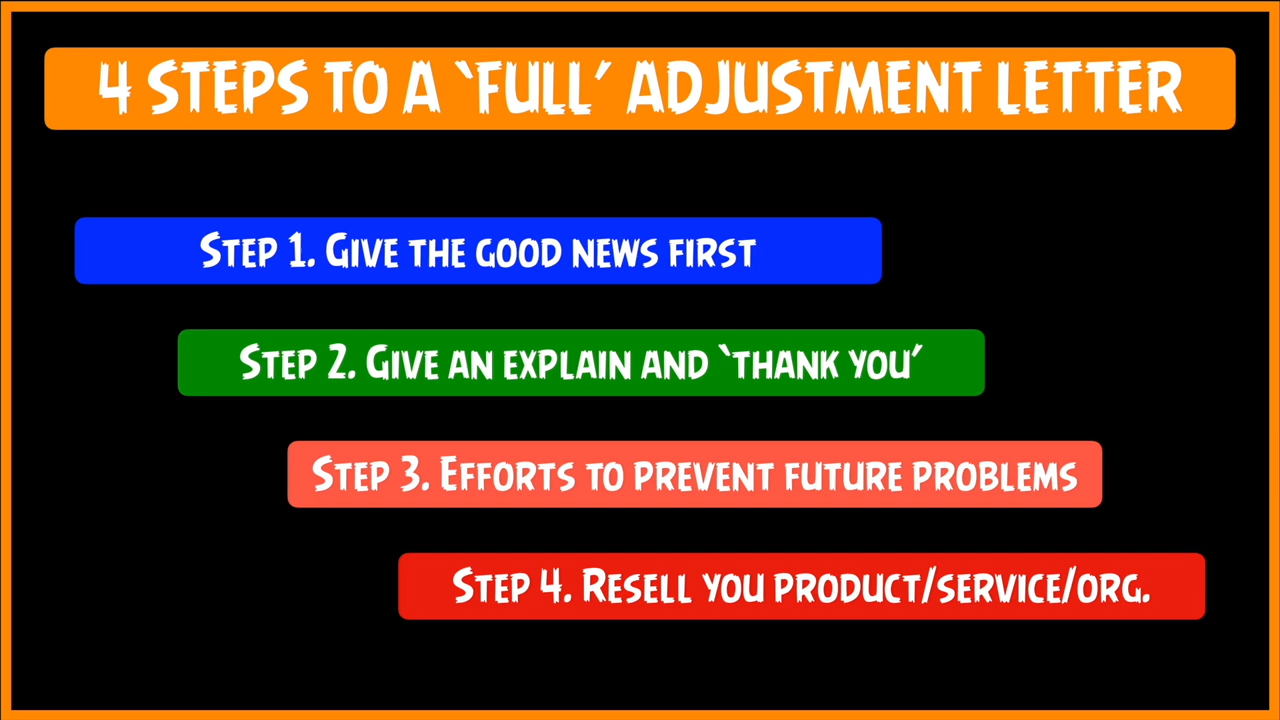 4 STEPS TO A ‘FULL’ ADJUSTMENT LETTER
STEP 1. GIVE THE GOOD NEWS FIRST
STEP 2. GIVE AN EXPLAIN AND ‘THANK YOU’
STEP 3. EFFORTS TO PREVENT FUTURE PROBLEMS
STEP 4. RESELL YOU PRODUCT/SERVICE/ORG.